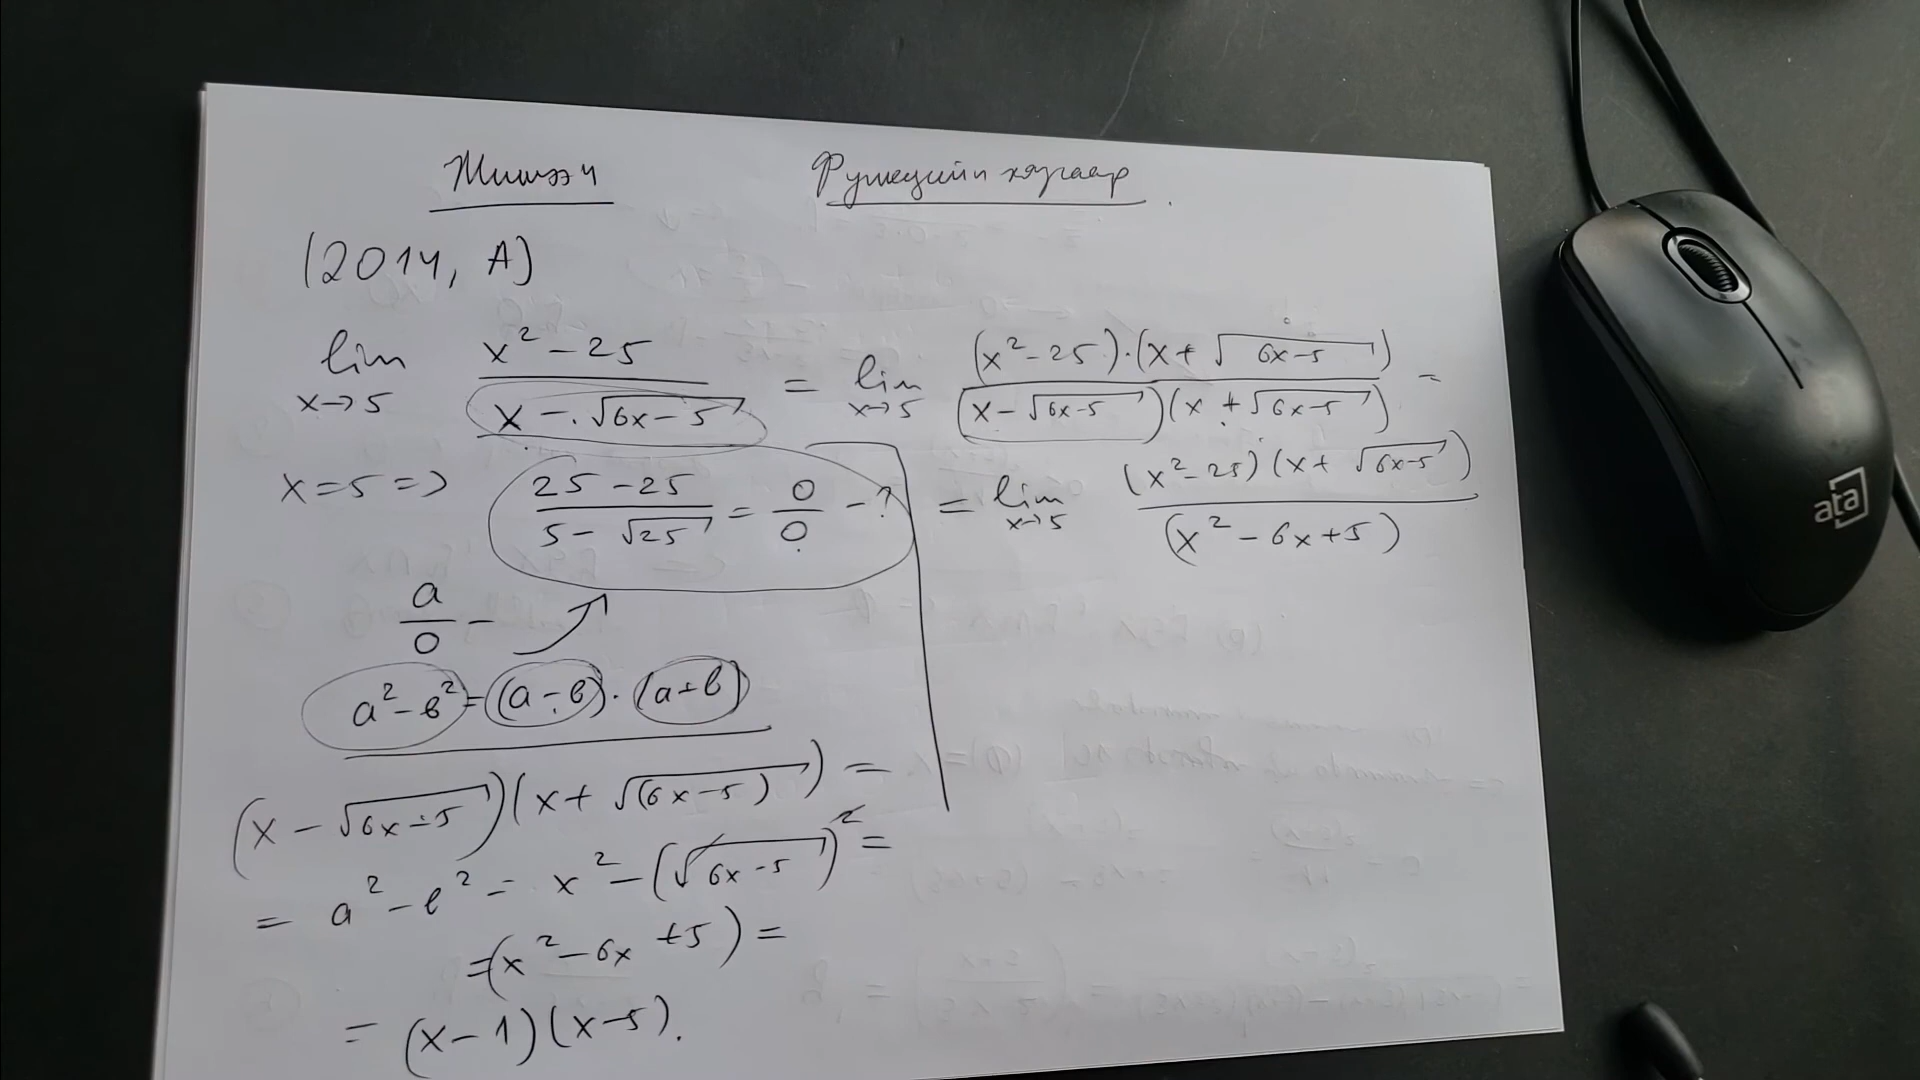 Жишээ Функцийн хязгаар.
(2014, A)
lim x→5 (x² - 25) / (x - √(6x-5)) = lim x→5 ((x²-25)·(x + √(6x-5))) / ((x - √(6x-5))(x + √(6x-5))) =
x = 5 => (25 - 25) / (5 - √25) = 0/0 - ?
= lim x→5 ((x²-25)(x + √(6x-5))) / (x² - 6x + 5)
a/0 -
a² - b² = (a - b)·(a + b)
(x - √(6x-5))(x + √(6x-5)) =
= a² - b² = x² - (√(6x-5))² =
= (x² - 6x + 5) =
= (x - 1)(x - 5).
ata